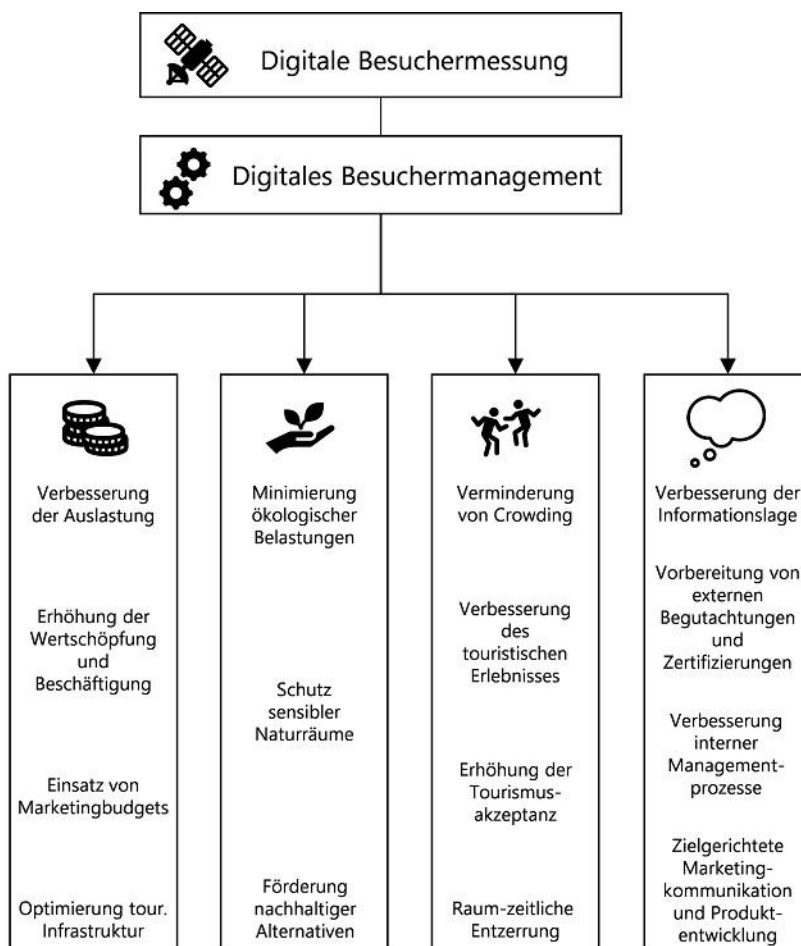 Digitale Besuchermessung
Digitales Besuchermanagement
Verbesserung
der Auslastung
Erhöhung der
Wertschöpfung
und
Beschäftigung
Einsatz von
Marketingbudgets
Optimierung tour.
Infrastruktur
Minimierung
ökologischer
Belastungen
Schutz
sensibler
Naturräume
Förderung
nachhaltiger
Alternativen
Verminderung
von Crowding
Verbesserung
des
touristischen
Erlebnisses
Erhöhung der
Tourismus-
akzeptanz
Raum-zeitliche
Entzerrung
Verbesserung der
Informationslage
Vorbereitung von
externen
Begutachtungen
und
Zertifizierungen
Verbesserung
interner
Management-
prozesse
Zielgerichtete
Marketing-
kommunikation
und Produkt-
entwicklung